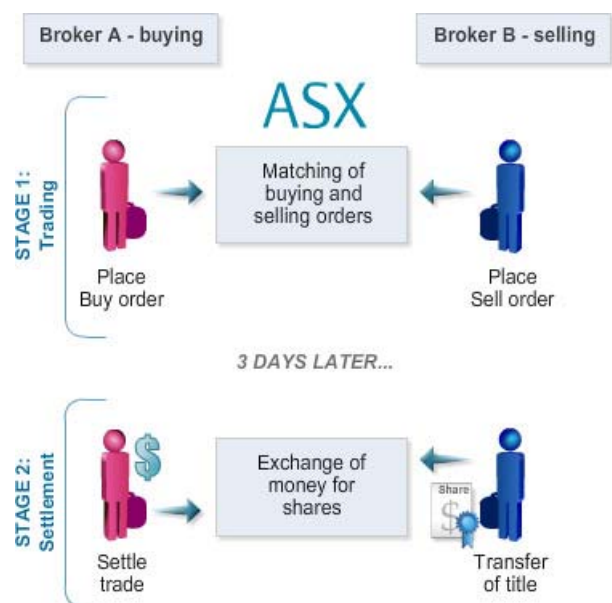 Broker A - buying
Broker B - selling
ASX
STAGE 1:
Trading
Matching of
buying and
selling orders
Place
Buy order
Place
Sell order
3 DAYS LATER...
STAGE 2:
Settlement
$
Exchange of
money for
shares
Share
$
Settle
trade
Transfer
of title